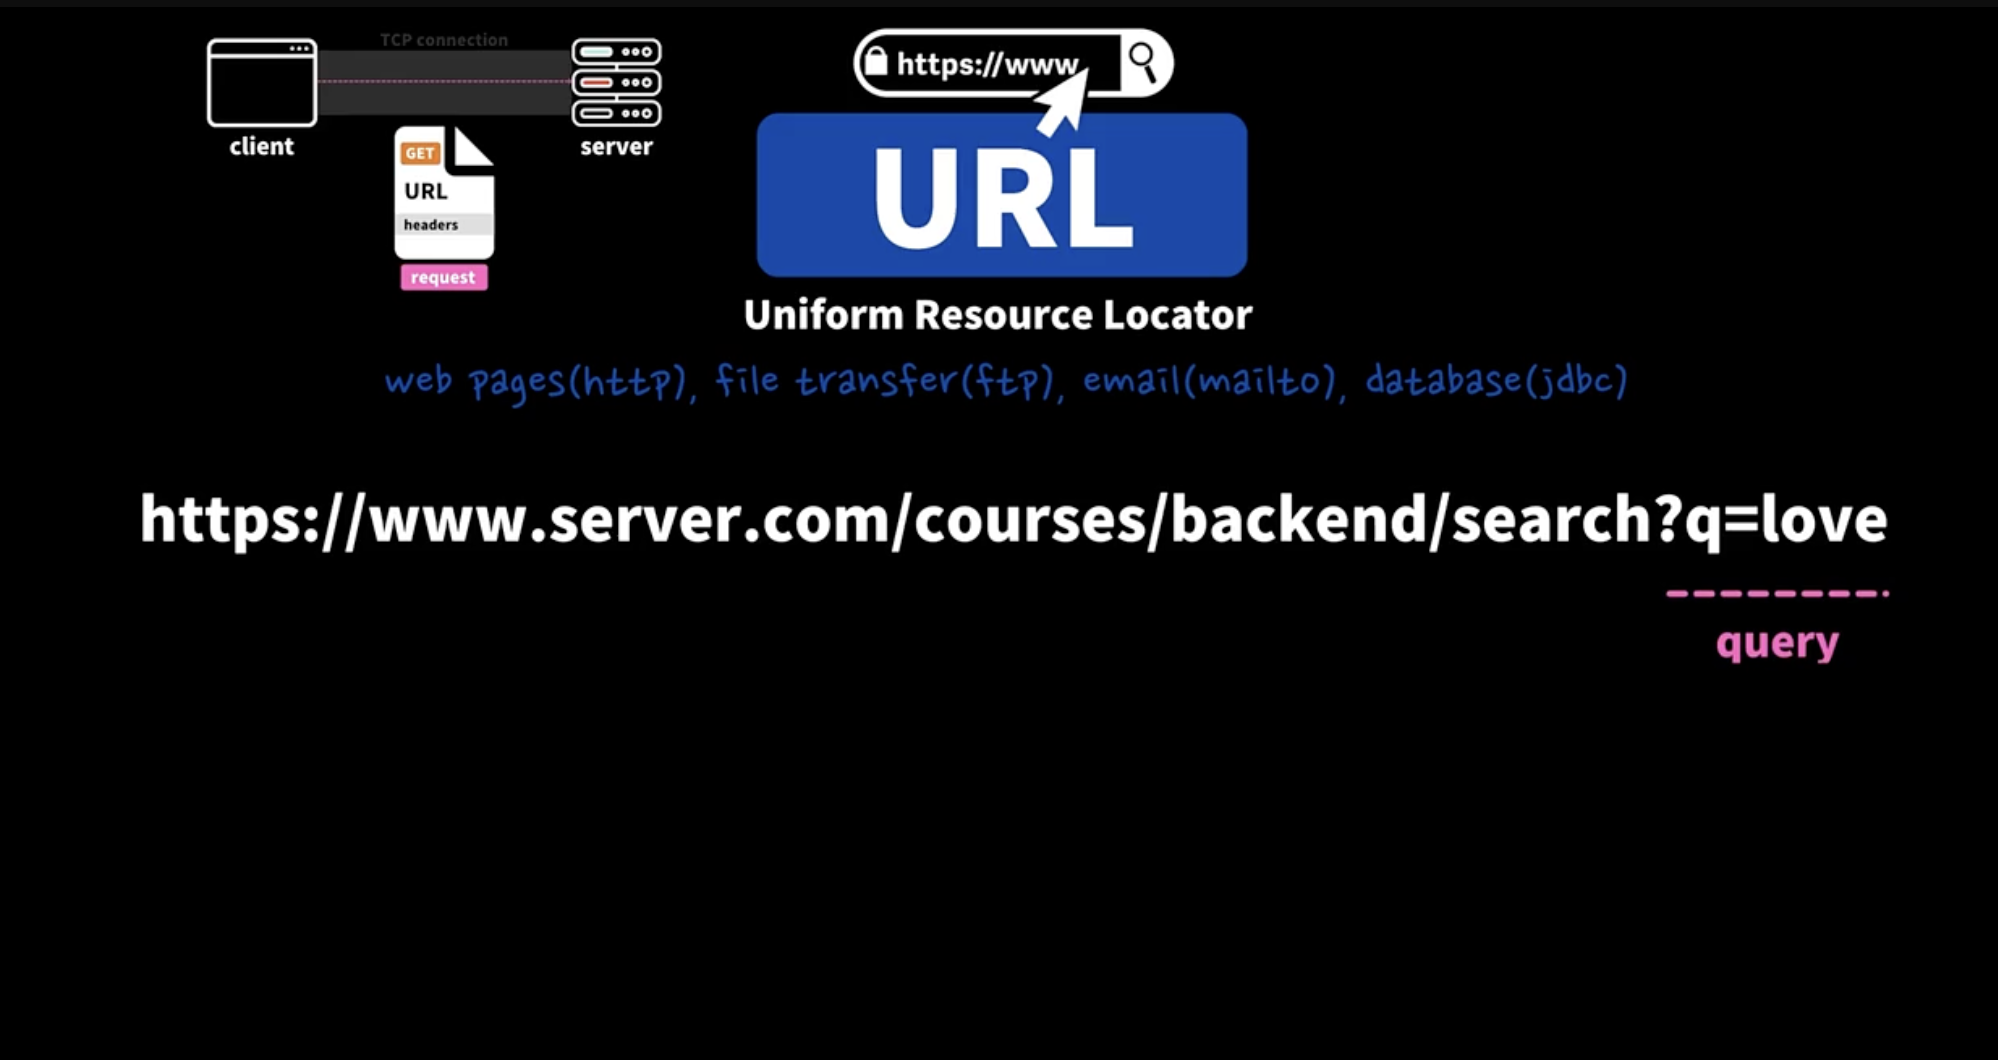 TCP connection
client
server
GET
URL
headers
request
https://www
URL
Uniform Resource Locator
web pages(http), file transfer(ftp), email(mailto), database(jdbc)
https://www.server.com/courses/backend/search?q=love
query